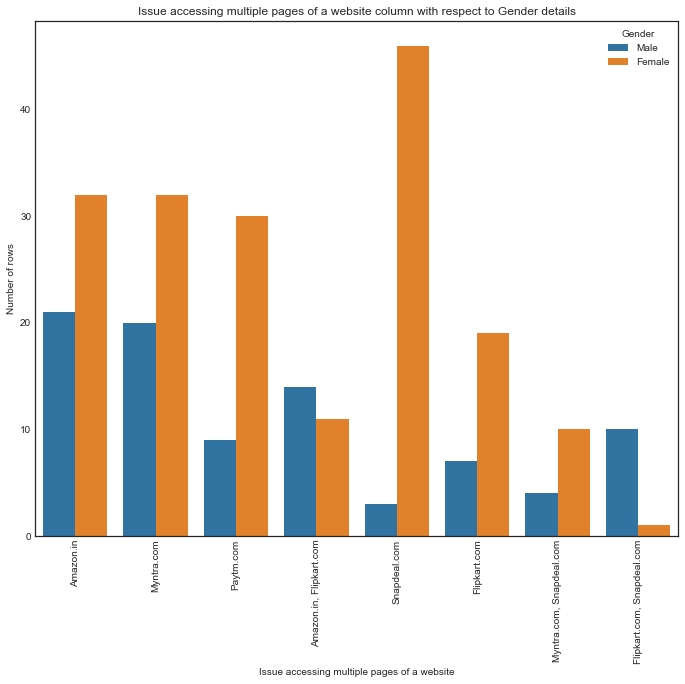 Issue accessing multiple pages of a website column with respect to Gender details
Gender
Male
Female
Number of rows
40
30
20
10
0
Amazon.in
Myntra.com
Paytm.com
Amazon.in, Flipkart.com
Snapdeal.com
Flipkart.com
Myntra.com, Snapdeal.com
Flipkart.com, Snapdeal.com
Issue accessing multiple pages of a website